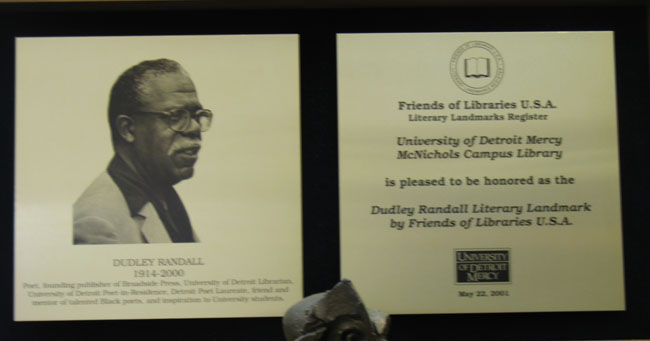 DUDLEY RANDALL
1914-2000
Poet, founding publisher of Broadside Press, University of Detroit Librarian,
University of Detroit Poet-in-Residence, Detroit Poet Laureate, friend and
mentor of talented Black poets, and inspiration to University students.
Friends of Libraries U.S.A.
Literary Landmarks Register
University of Detroit Mercy
McNichols Campus Library
is pleased to be honored as the
Dudley Randall Literary Landmark
by Friends of Libraries U.S.A.
UNIVERSITY
OF DETROIT
MERCY
May 22, 2001